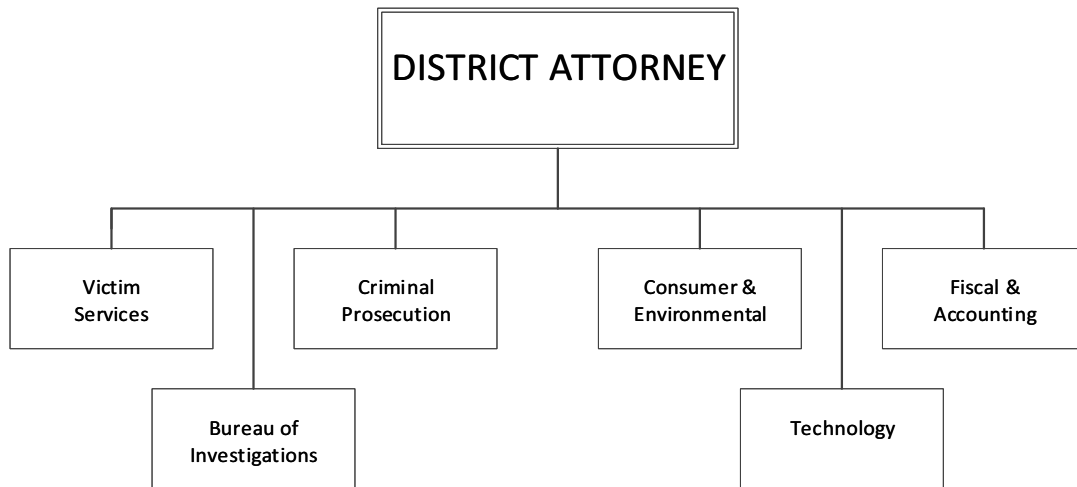 DISTRICT ATTORNEY
Victim
Services
Criminal
Prosecution
Consumer &
Environmental
Fiscal &
Accounting
Bureau of
Investigations
Technology